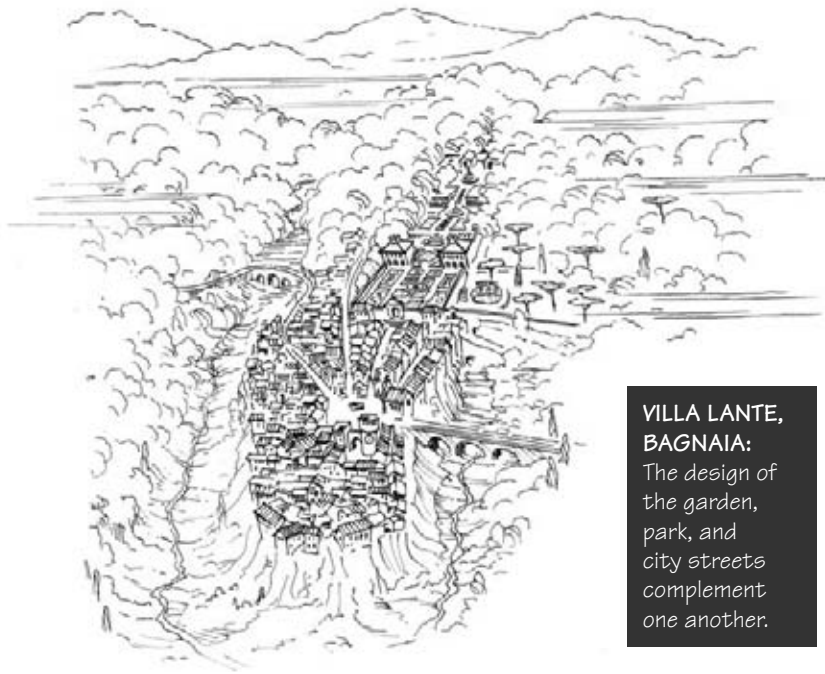 VILLA LANTE,
BAGNAIA:
The design of
the garden,
park, and
city streets
complement
one another.